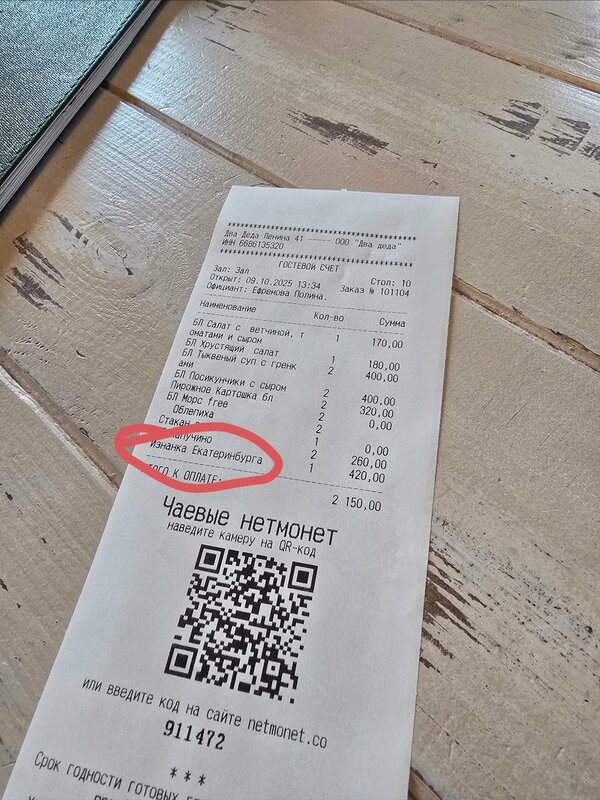 ****************************************
Два Деда Ленина 41 ----- ООО "Два деда"
ИНН 6686135320
****************************************
ГОСТЕВОЙ СЧЕТ
Зал: Зал Стол: 10
Открыт: 09.10.2025 13:34 Заказ № 101104
Официант: Ефренова Полина.
Наименование Кол-во Сумма
БЛ Салат с ветчиной, т 1 170,00
оматами и сыром
БЛ Хрустящий салат 1 180,00
БЛ Тыквеный суп с гренк 2 400,00
ами
БЛ Посикунчики с сыром 2 400,00
Пирожное Картошка бл 2 320,00
БЛ Морс free 2 0,00
Облепиха 2
Стакан 1 0,00
2 260,00
Изнанка Екатеринбурга 1 420,00
К ОПЛАТЕ: 2 150,00
Чаевые нетмонет
наведите камеру на QR-код
или введите код на сайте netmonet.co
911472
* * *
Срок годности готовых